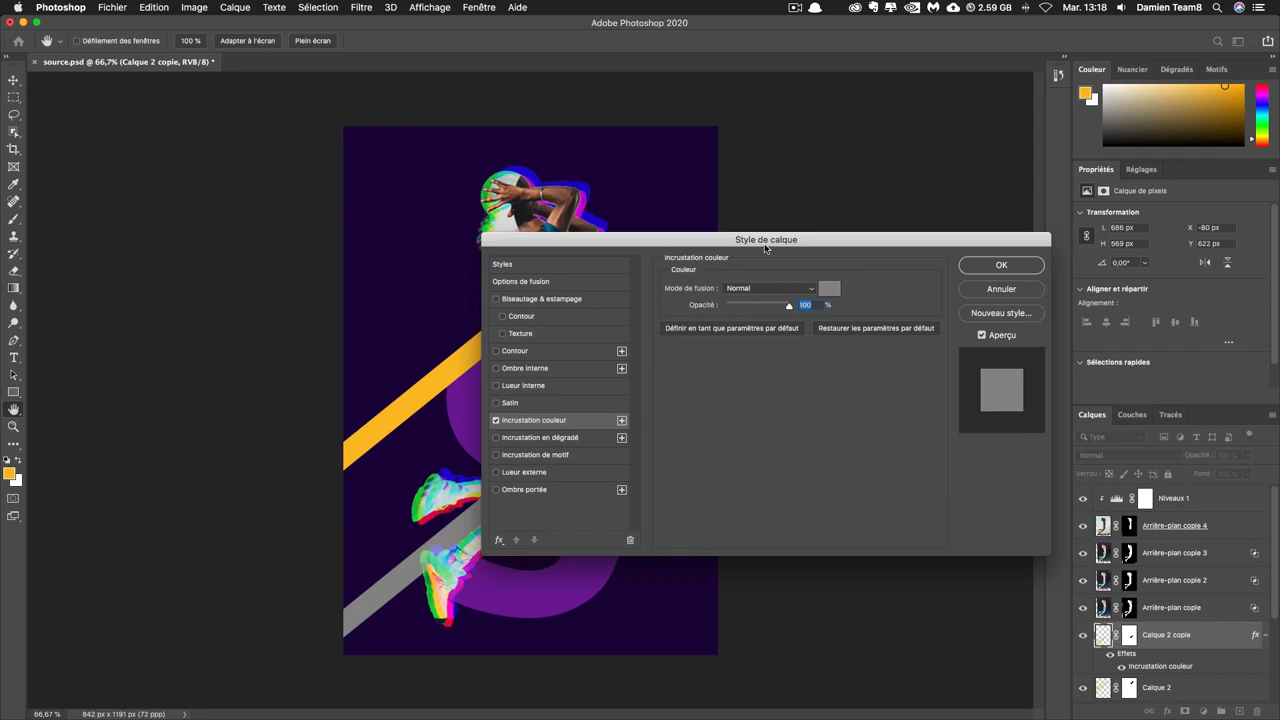 Photoshop Fichier Edition Image Calque Texte Sélection Filtre 3D Affichage Fenêtre Aide 2.59 GB Mar. 13:18 Damien Team8
Adobe Photoshop 2020
Défilement des fenêtres 100 % Adapter à l'écran Plein écran
source.psd @ 66,7% (Calque 2 copie, RVB/8) *
Couleur Nuancier Dégradés Motifs
Propriétés Réglages
Calque de pixels
Transformation
L 686 px X -80 px
H 569 px Y 622 px
0,00°
Aligner et répartir
Alignement :
Sélections rapides
Style de calque
Styles
Options de fusion
Biseautage & estampage
Contour
Texture
Contour
Ombre interne
Lueur interne
Satin
Incrustation couleur
Incrustation en dégradé
Incrustation de motif
Lueur externe
Ombre portée
fx
Incrustation couleur
Couleur
Mode de fusion : Normal
Opacité : 100 %
Définir en tant que paramètres par défaut Restaurer les paramètres par défaut
OK
Annuler
Nouveau style...
Aperçu
Calques Couches Tracés
Type
Normal Opacité : 100 %
Verrou : Fond : 100 %
Niveaux 1
Arrière-plan copie 4
Arrière-plan copie 3
Arrière-plan copie 2
Arrière-plan copie
Calque 2 copie fx
Effets
Incrustation couleur
Calque 2
66,67 % 842 px x 1191 px (72 ppp)